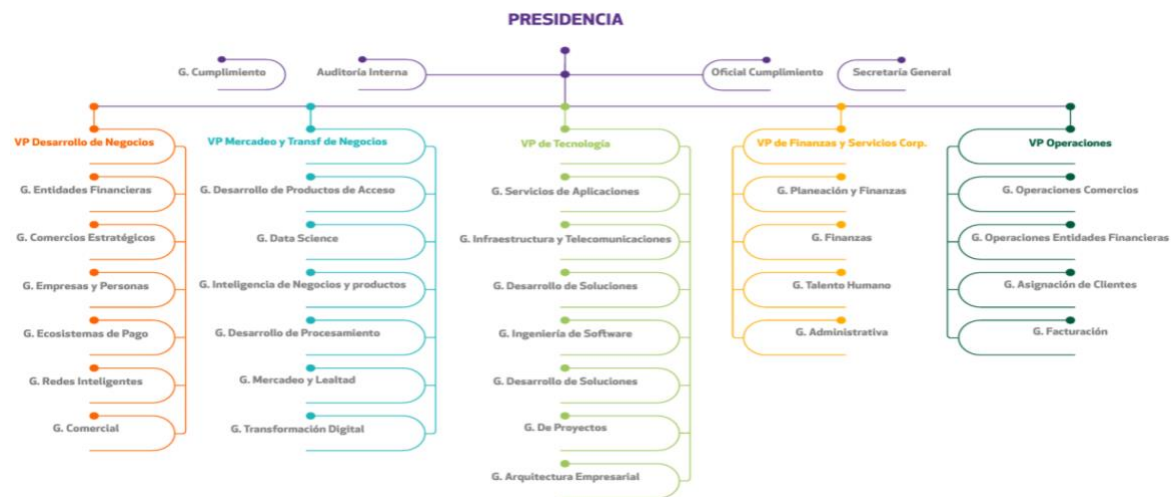 PRESIDENCIA
G. Cumplimiento
Auditoría Interna
Oficial Cumplimiento
Secretaría General
VP Desarrollo de Negocios
G. Entidades Financieras
G. Comercios Estratégicos
G. Empresas y Personas
G. Ecosistemas de Pago
G. Redes Inteligentes
G. Comercial
VP Mercadeo y Transf de Negocios
G. Desarrollo de Productos de Acceso
G. Data Science
G. Inteligencia de Negocios y productos
G. Desarrollo de Procesamiento
G. Mercadeo y Lealtad
G. Transformación Digital
VP de Tecnología
G. Servicios de Aplicaciones
G. Infraestructura y Telecomunicaciones
G. Desarrollo de Soluciones
G. Ingeniería de Software
G. Desarrollo de Soluciones
G. De Proyectos
G. Arquitectura Empresarial
VP de Finanzas y Servicios Corp.
G. Planeación y Finanzas
G. Finanzas
G. Talento Humano
G. Administrativa
VP Operaciones
G. Operaciones Comercios
G. Operaciones Entidades Financieras
G. Asignación de Clientes
G. Facturación